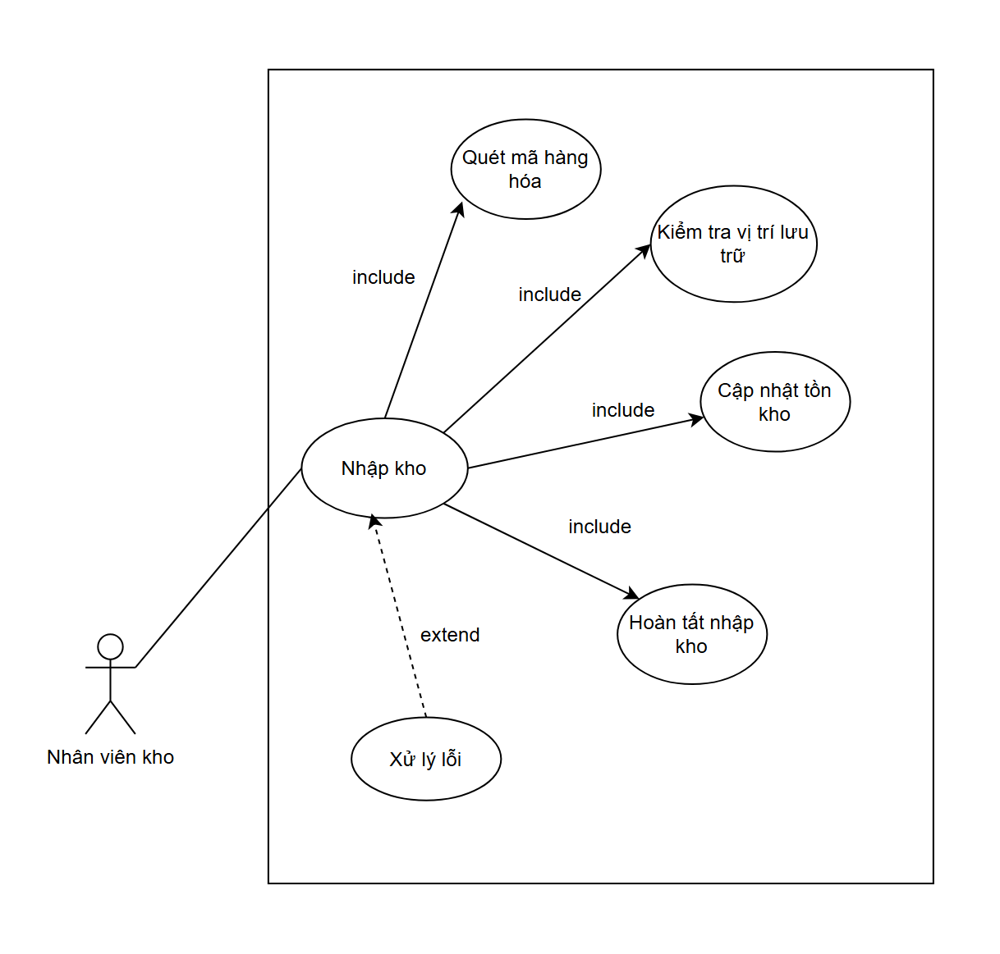 Quét mã hàng
hóa
Kiểm tra vị trí lưu
trữ
include
include
Cập nhật tồn
kho
include
Nhập kho
include
Hoàn tất nhập
kho
extend
Nhân viên kho
Xử lý lỗi